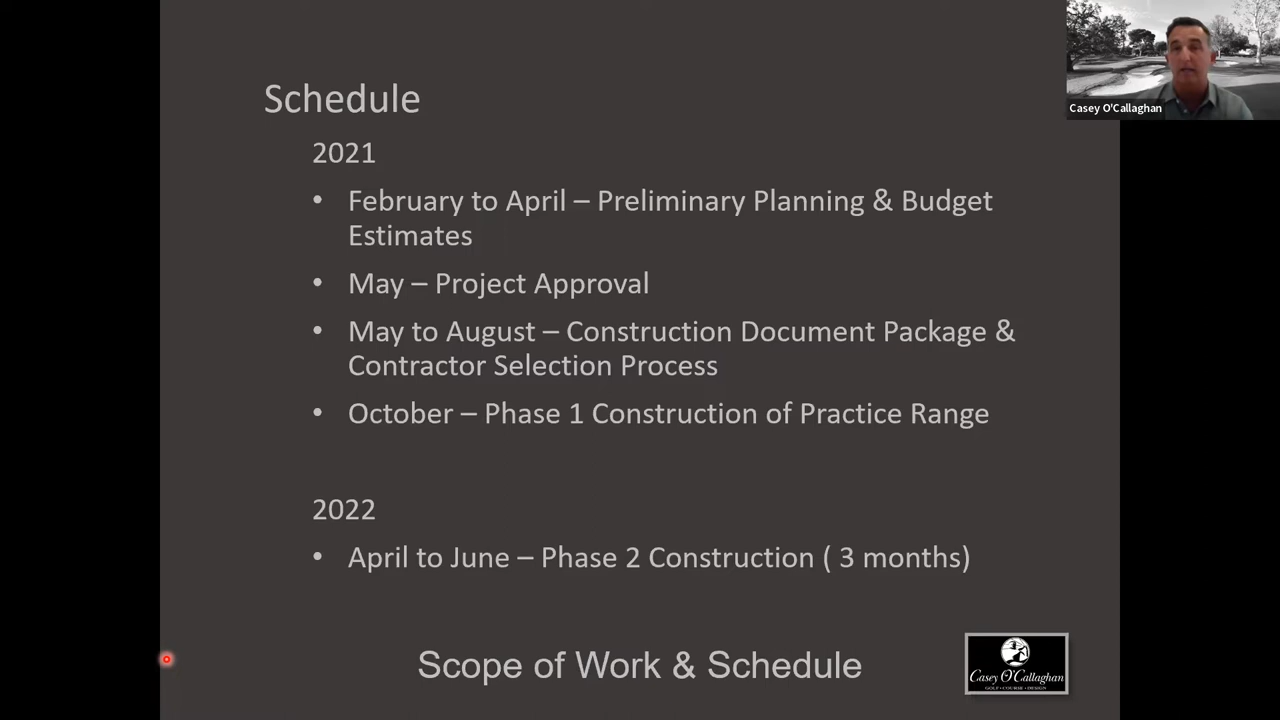 Schedule
Casey O'Callaghan
2021
• February to April – Preliminary Planning & Budget
Estimates
• May – Project Approval
• May to August – Construction Document Package &
Contractor Selection Process
• October – Phase 1 Construction of Practice Range
2022
• April to June – Phase 2 Construction ( 3 months)
Scope of Work & Schedule
Casey O'Callaghan
GOLF • COURSE • DESIGN